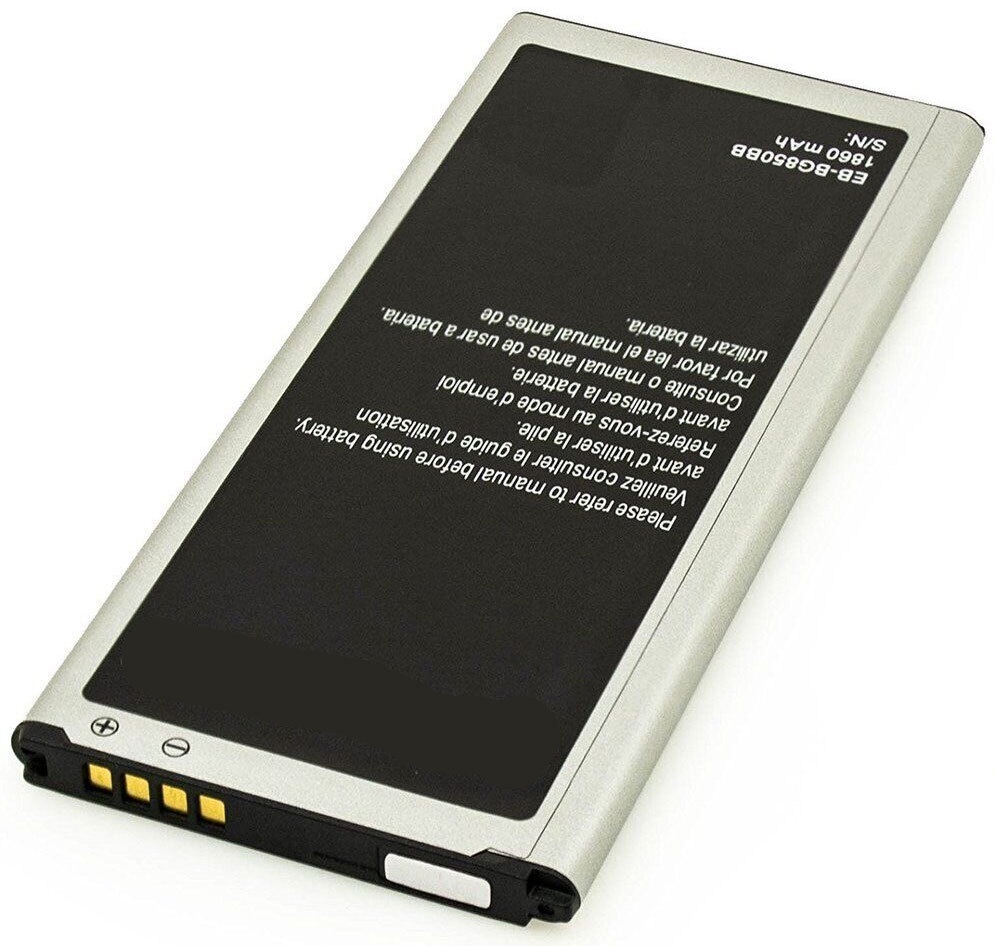 EB-BG850BB
1860 mAh
S/N:
Please refer to manual before using battery.
Veuillez consulter le guide d'utilisation
avant d'utiliser la pile.
Referez-vous au mode d'emploi
avant d'utiliser la batterie.
Consulte o manual antes de usar a bateria.
Por favor lea el manual antes de
utilizar la bateria.
+
−